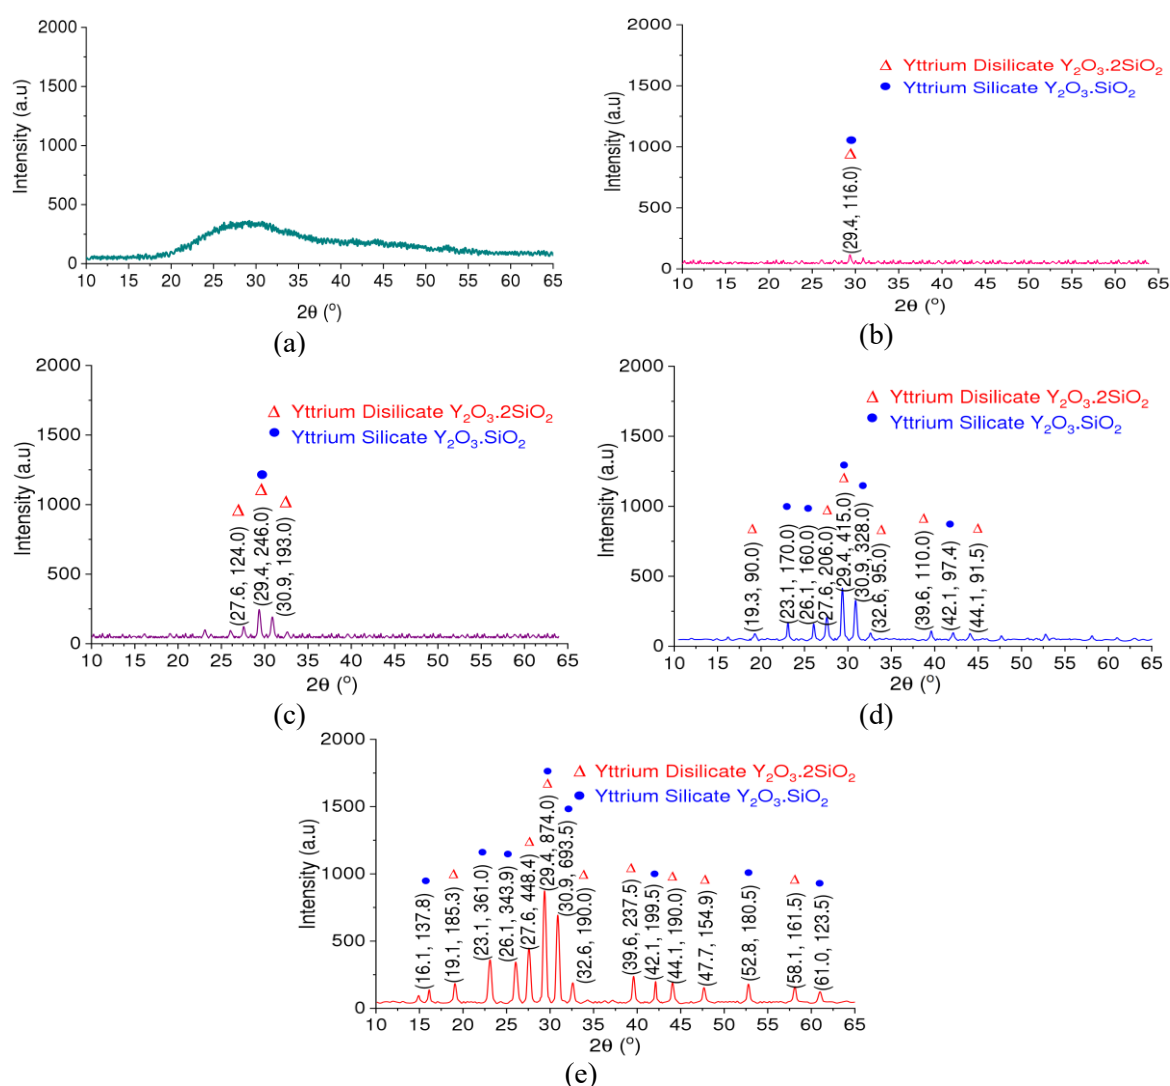 2000
1500
1000
500
0
Intensity (a.u)
10 15 20 25 30 35 40 45 50 55 60 65
2θ (°)
(a)
2000
1500
1000
500
0
Intensity (a.u)
Yttrium Disilicate Y₂O₃.2SiO₂
Yttrium Silicate Y₂O₃.SiO₂
(29.4, 116.0)
10 15 20 25 30 35 40 45 50 55 60 65
2θ (°)
(b)
2000
1500
1000
500
0
Intensity (a.u)
Yttrium Disilicate Y₂O₃.2SiO₂
Yttrium Silicate Y₂O₃.SiO₂
(27.6, 124.0)
(29.4, 246.0)
(30.9, 193.0)
10 15 20 25 30 35 40 45 50 55 60 65
2θ (°)
(c)
2000
1500
1000
500
0
Intensity (a.u)
Yttrium Disilicate Y₂O₃.2SiO₂
Yttrium Silicate Y₂O₃.SiO₂
(19.3, 90.0)
(23.1, 170.0)
(26.1, 160.0)
(27.6, 206.0)
(29.4, 415.0)
(30.9, 328.0)
(32.6, 95.0)
(39.6, 110.0)
(42.1, 97.4)
(44.1, 91.5)
10 15 20 25 30 35 40 45 50 55 60 65
2θ (°)
(d)
2000
1500
1000
500
0
Intensity (a.u)
Yttrium Disilicate Y₂O₃.2SiO₂
Yttrium Silicate Y₂O₃.SiO₂
(16.1, 137.8)
(19.1, 185.3)
(23.1, 361.0)
(26.1, 343.9)
(27.6, 448.4)
(29.4, 874.0)
(30.9, 693.5)
(32.6, 190.0)
(39.6, 237.5)
(42.1, 199.5)
(44.1, 190.0)
(47.7, 154.9)
(52.8, 180.5)
(58.1, 161.5)
(61.0, 123.5)
10 15 20 25 30 35 40 45 50 55 60 65
2θ (°)
(e)